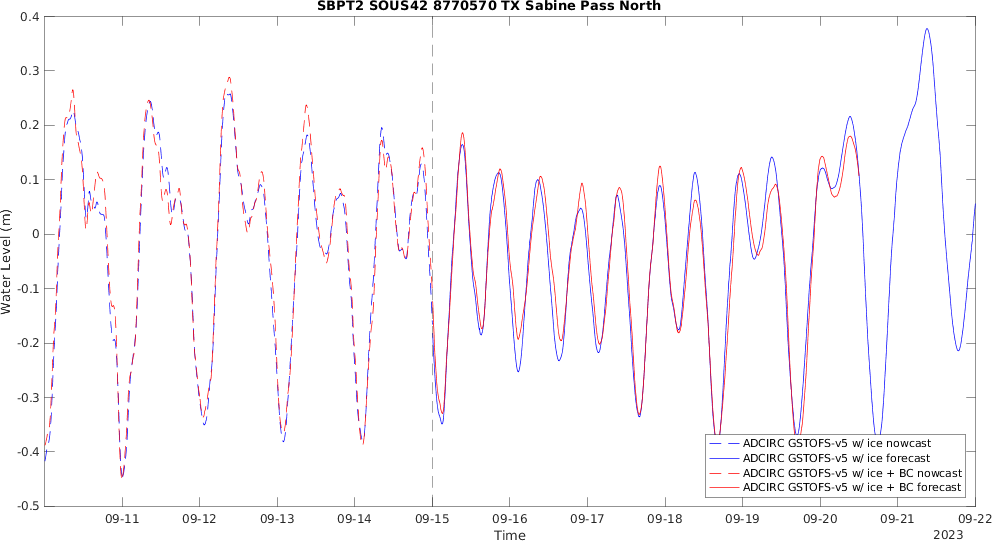 SBPT2 SOUS42 8770570 TX Sabine Pass North
0.4
0.3
0.2
0.1
0
-0.1
-0.2
-0.3
-0.4
-0.5
Water Level (m)
ADCIRC GSTOFS-v5 w/ ice nowcast
ADCIRC GSTOFS-v5 w/ ice forecast
ADCIRC GSTOFS-v5 w/ ice + BC nowcast
ADCIRC GSTOFS-v5 w/ ice + BC forecast
09-11 09-12 09-13 09-14 09-15 09-16 09-17 09-18 09-19 09-20 09-21 09-22
Time
2023